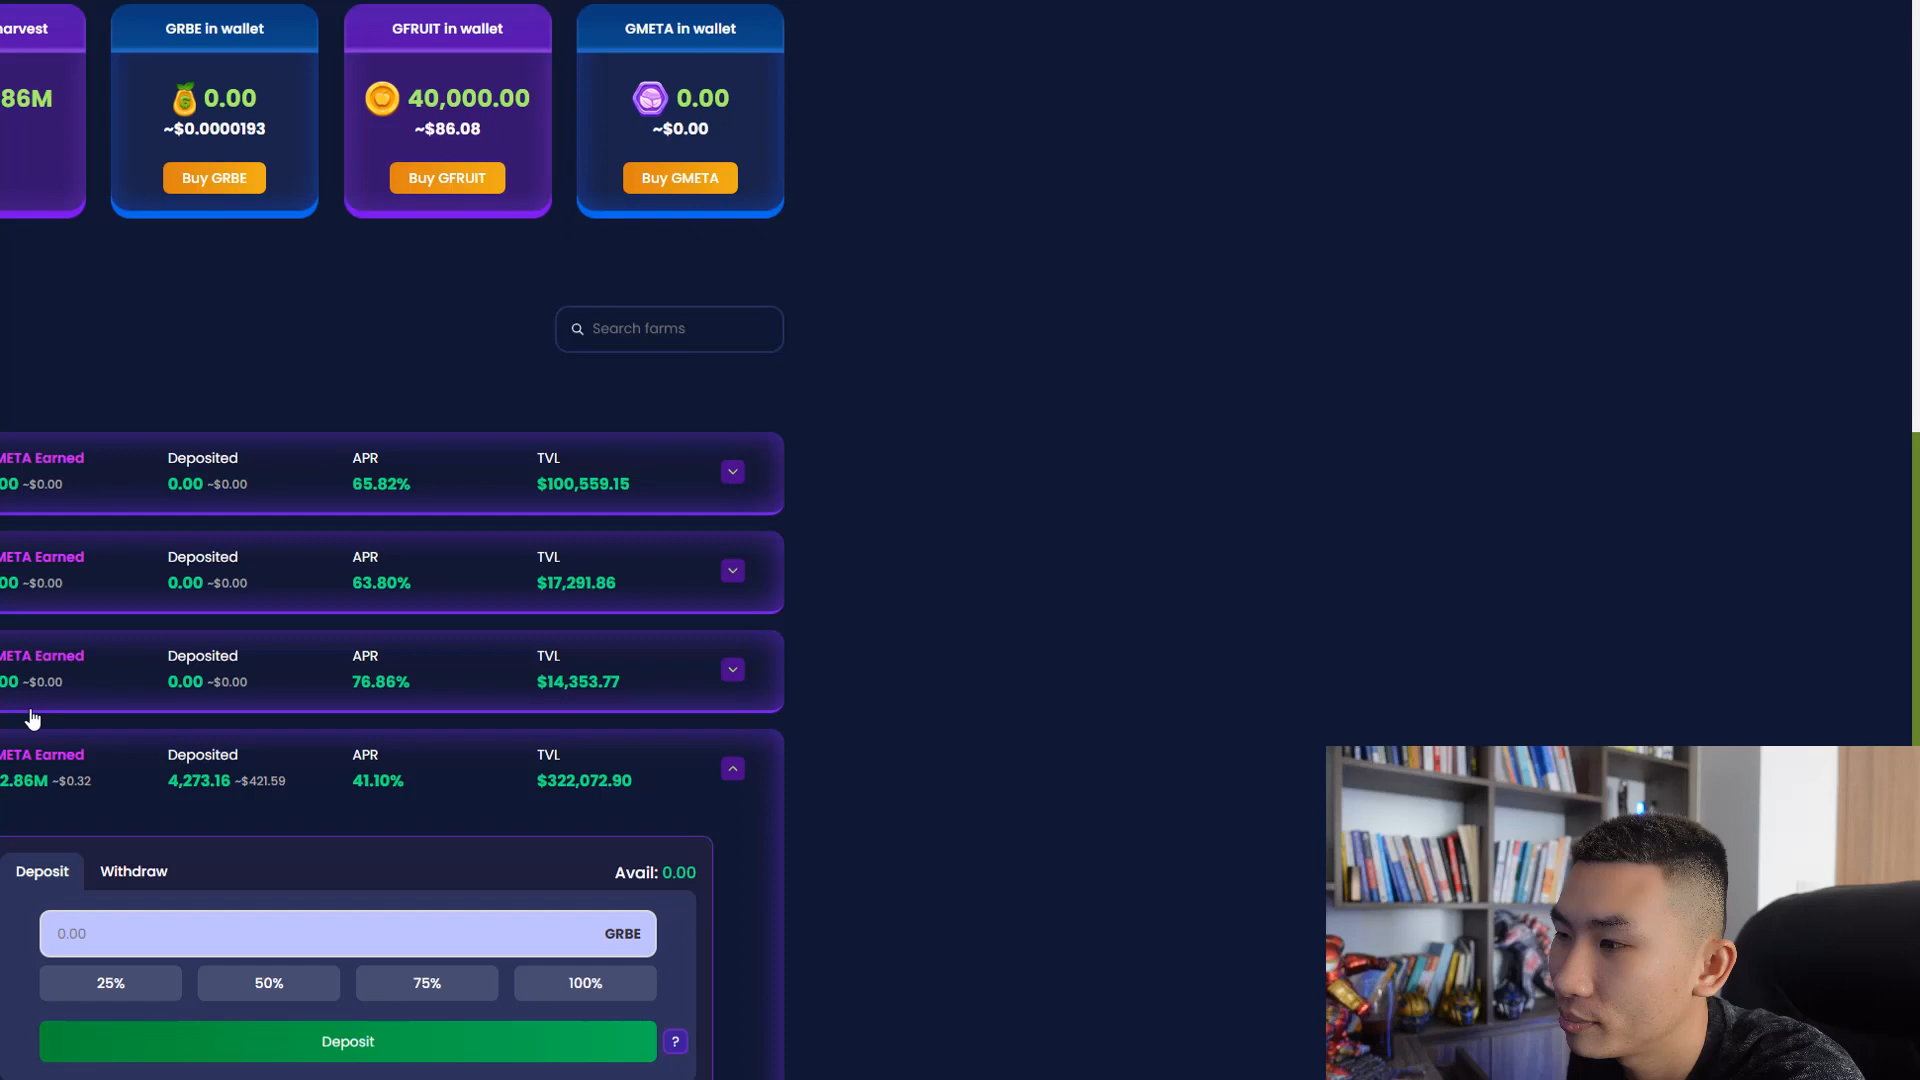 harvest GRBE in wallet GFRUIT in wallet GMETA in wallet
86M 0.00 40,000.00 0.00
~$0.0000193 ~$86.08 ~$0.00
Buy GRBE Buy GFRUIT Buy GMETA
Search farms
META Earned Deposited APR TVL
00 ~$0.00 0.00 ~$0.00 65.82% $100,559.15
META Earned Deposited APR TVL
00 ~$0.00 0.00 ~$0.00 63.80% $17,291.86
META Earned Deposited APR TVL
00 ~$0.00 0.00 ~$0.00 76.86% $14,353.77
META Earned Deposited APR TVL
2.86M ~$0.32 4,273.16 ~$421.59 41.10% $322,072.90
Deposit Withdraw Avail: 0.00
0.00 GRBE
25% 50% 75% 100%
Deposit ?